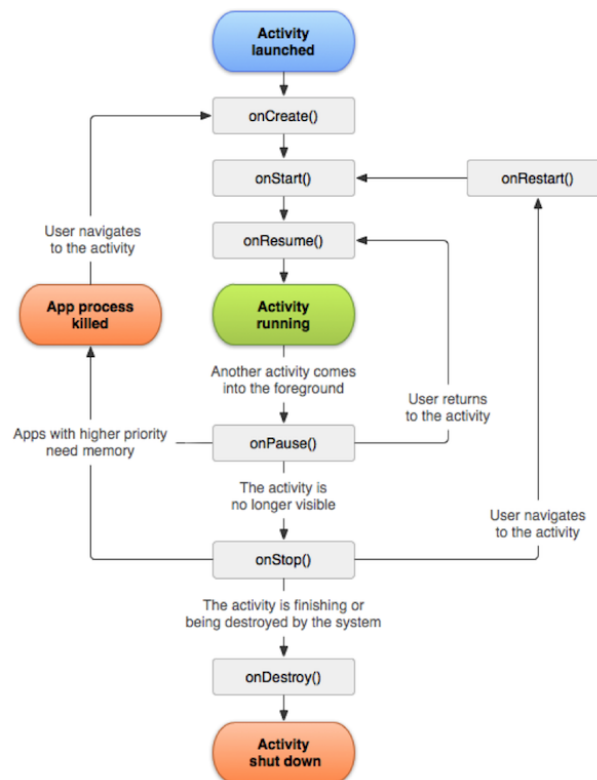 Activity
launched
onCreate()
onStart()
onRestart()
User navigates
to the activity
onResume()
App process
killed
Activity
running
Another activity comes
into the foreground
User returns
to the activity
Apps with higher priority
need memory
onPause()
The activity is
no longer visible
User navigates
to the activity
onStop()
The activity is finishing or
being destroyed by the system
onDestroy()
Activity
shut down